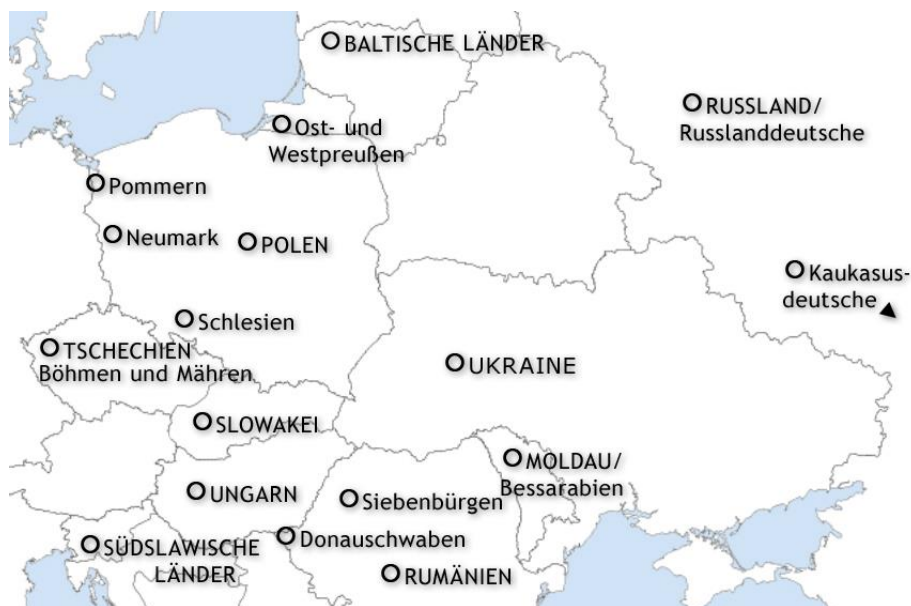 BALTISCHE LÄNDER
RUSSLAND/
Russlanddeutsche
Ost- und
Westpreußen
Pommern
Neumark
POLEN
Kaukasus-
deutsche
Schlesien
TSCHECHIEN
Böhmen und Mähren
UKRAINE
SLOWAKEI
MOLDAU/
Bessarabien
UNGARN
Siebenbürgen
Donauschwaben
SÜDSLAWISCHE
LÄNDER
RUMÄNIEN